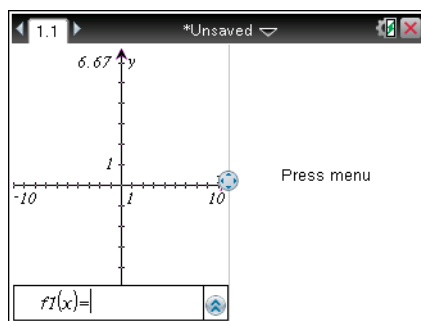 1.1 *Unsaved
6.67 y
1
-10 1 10
Press menu
f1(x)=